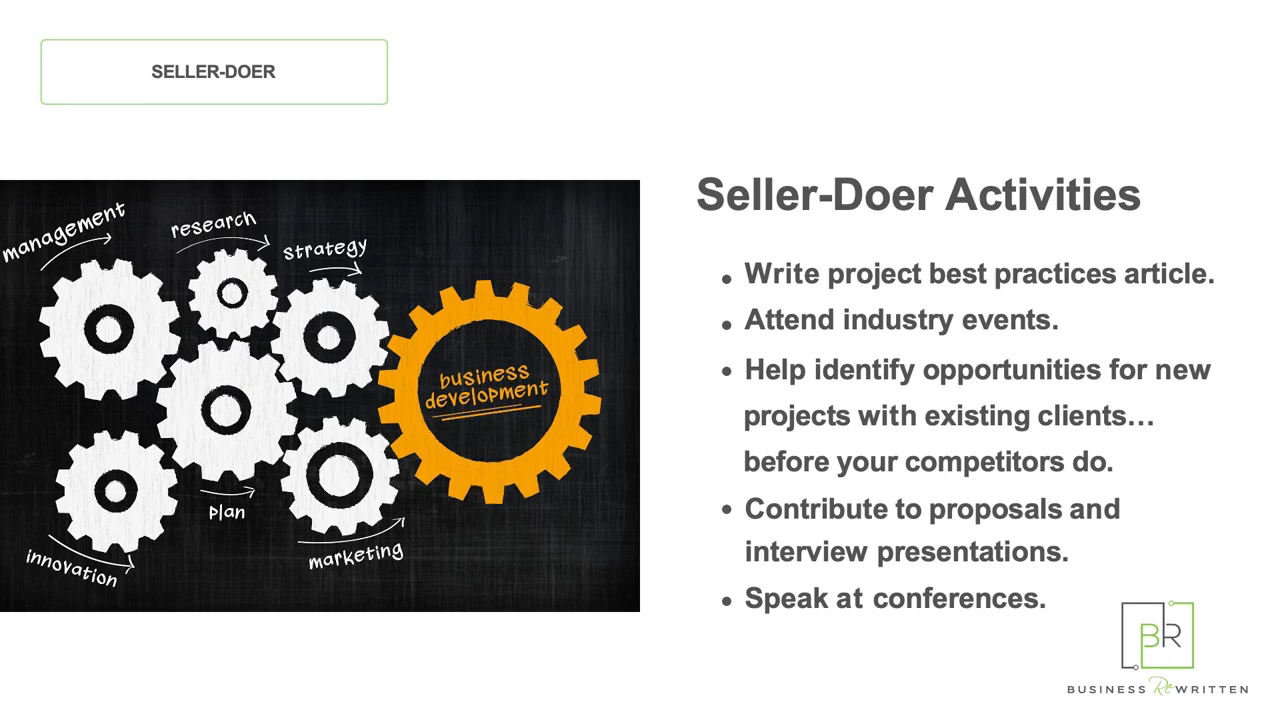 SELLER-DOER
management
research
strategy
business
development
plan
innovation
marketing
Seller-Doer Activities
• Write project best practices article.
• Attend industry events.
• Help identify opportunities for new
projects with existing clients…
before your competitors do.
• Contribute to proposals and
interview presentations.
• Speak at conferences.
BR
BUSINESS ReWRITTEN